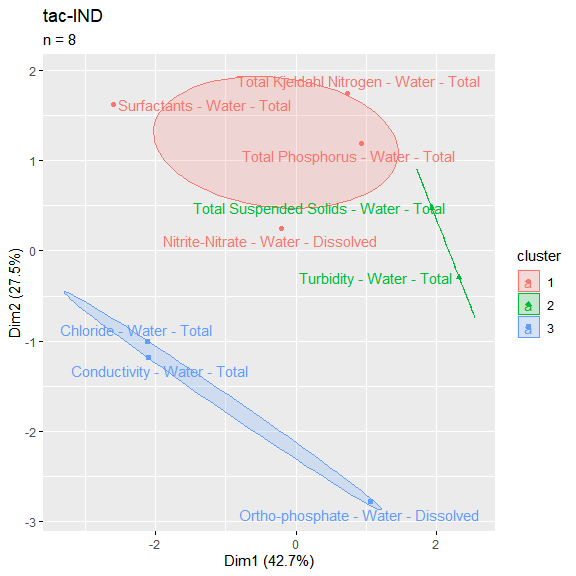 tac-IND
n = 8
Total Kjeldahl Nitrogen - Water - Total
Surfactants - Water - Total
Total Phosphorus - Water - Total
Total Suspended Solids - Water - Total
Nitrite-Nitrate - Water - Dissolved
Turbidity - Water - Total
Chloride - Water - Total
Conductivity - Water - Total
Ortho-phosphate - Water - Dissolved
2
1
0
-1
-2
-3
Dim2 (27.5%)
-2
0
2
Dim1 (42.7%)
cluster
a 1
a 2
a 3